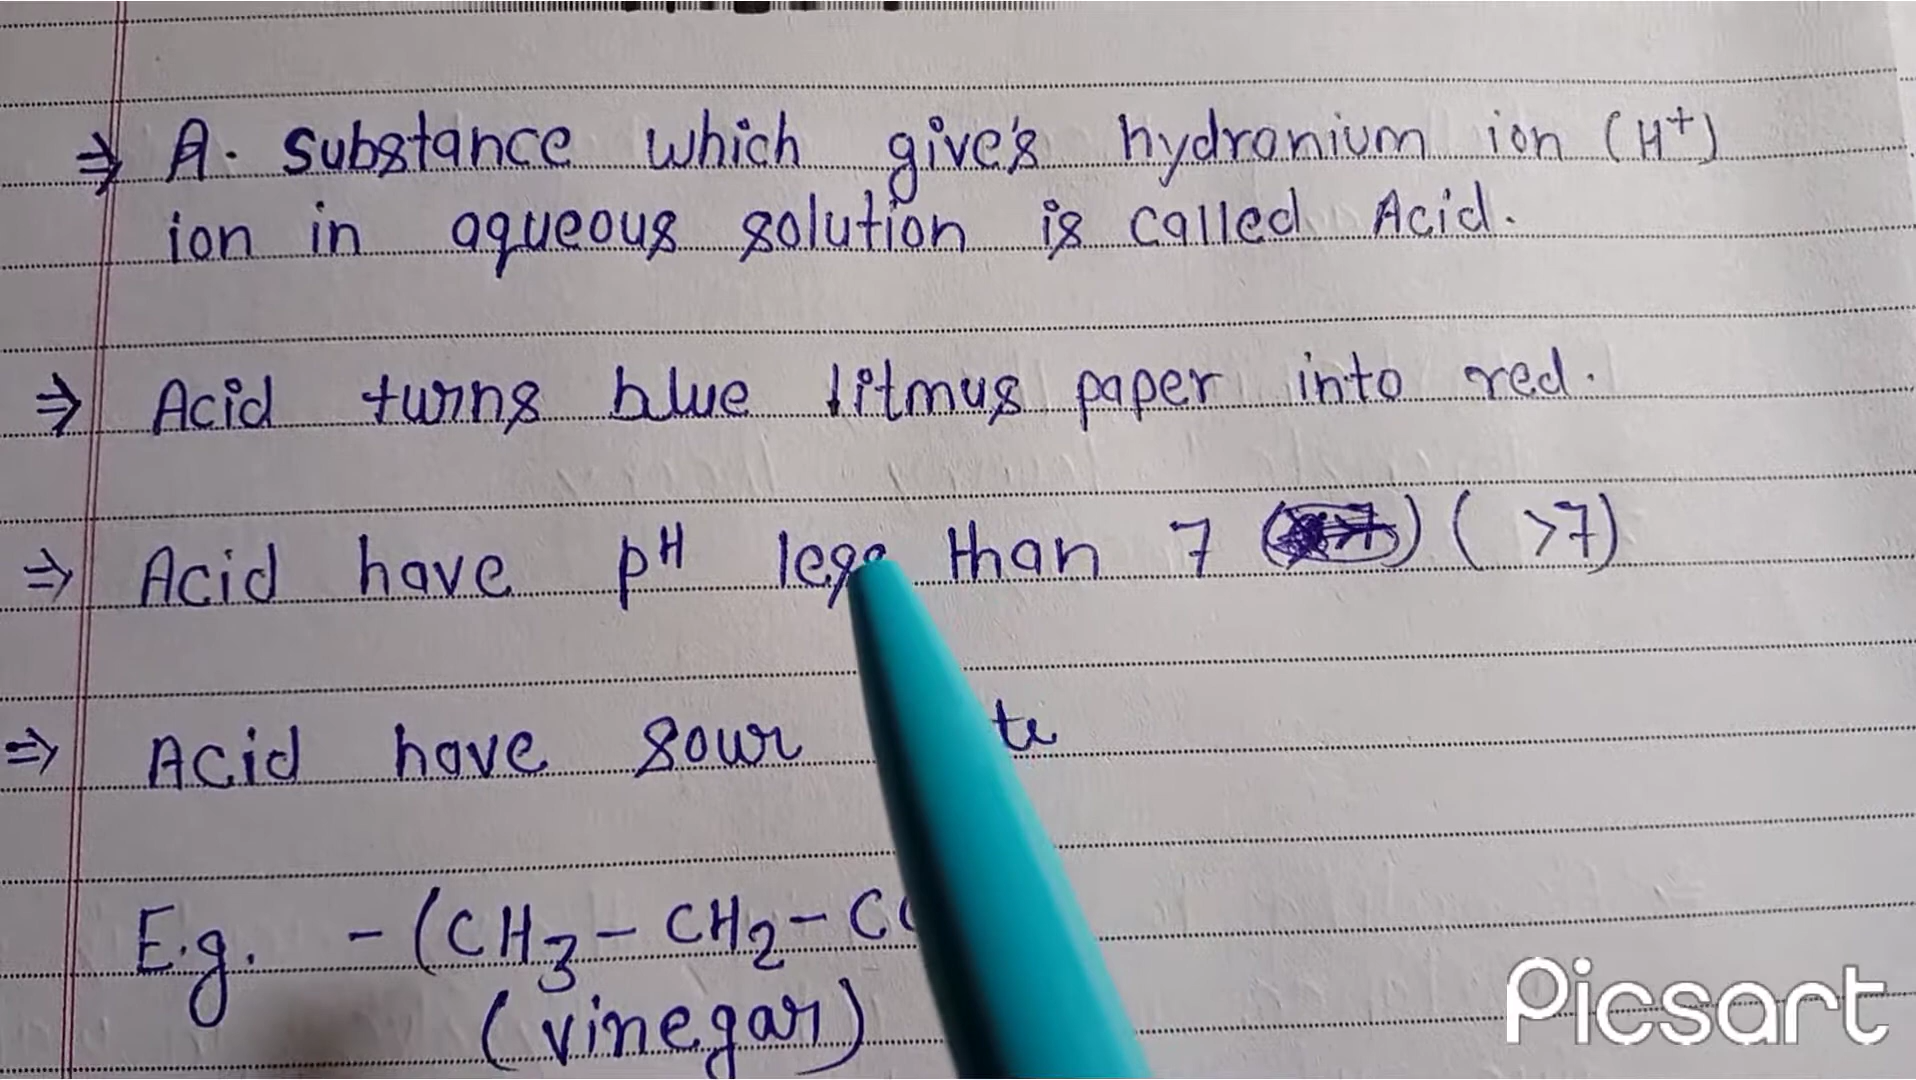 ⇒ A. substance which give's hydronium ion (H⁺)
ion in aqueous solution is called Acid.
⇒ Acid turns blue litmus paper into red.
⇒ Acid have pH less than 7 ( >7)
⇒ Acid have sour
E.g. - (CH₃ - CH₂ - C
(vinegar)
Picsart